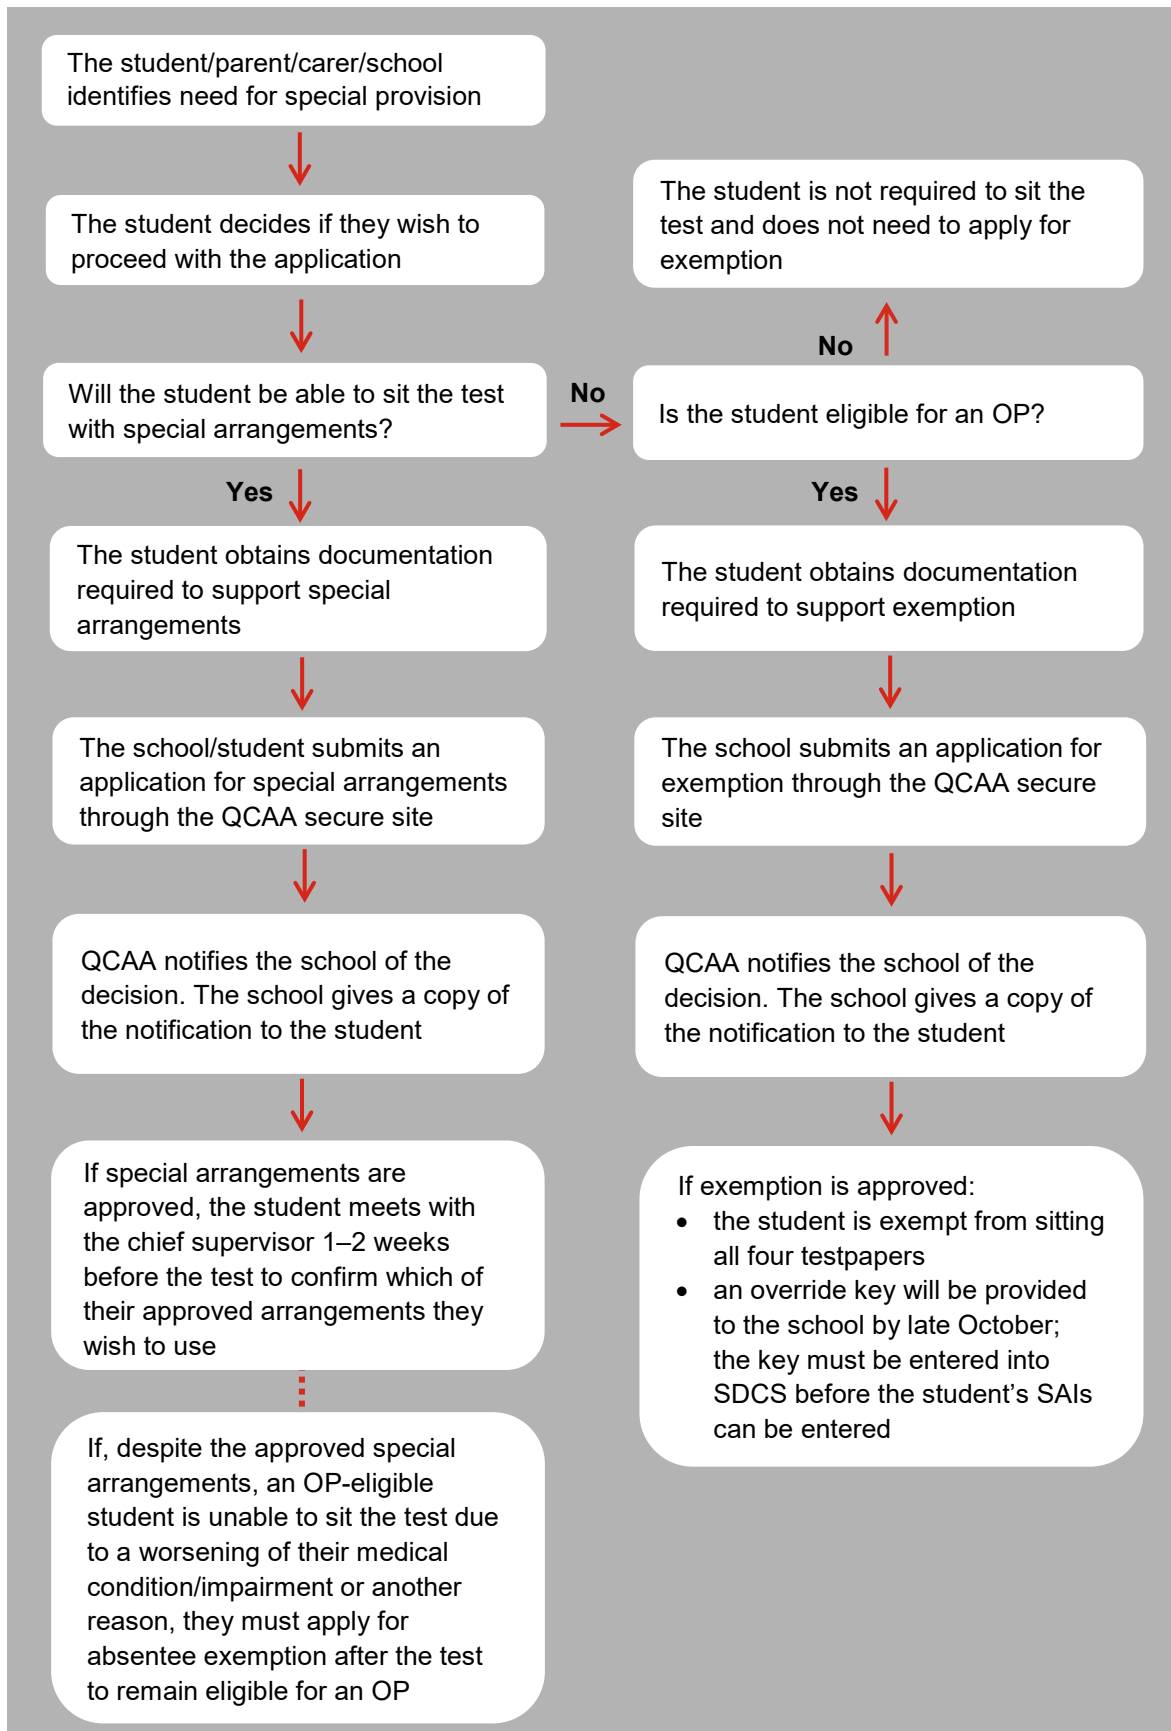 The student/parent/carer/school
identifies need for special provision
The student decides if they wish to
proceed with the application
Will the student be able to sit the test
with special arrangements?
No
Is the student eligible for an OP?
No
The student is not required to sit the
test and does not need to apply for
exemption
Yes
The student obtains documentation
required to support special
arrangements
The school/student submits an
application for special arrangements
through the QCAA secure site
QCAA notifies the school of the
decision. The school gives a copy of
the notification to the student
If special arrangements are
approved, the student meets with
the chief supervisor 1–2 weeks
before the test to confirm which of
their approved arrangements they
wish to use
If, despite the approved special
arrangements, an OP-eligible
student is unable to sit the test due
to a worsening of their medical
condition/impairment or another
reason, they must apply for
absentee exemption after the test
to remain eligible for an OP
Yes
The student obtains documentation
required to support exemption
The school submits an application for
exemption through the QCAA secure
site
QCAA notifies the school of the
decision. The school gives a copy of
the notification to the student
If exemption is approved:
• the student is exempt from sitting
all four testpapers
• an override key will be provided
to the school by late October;
the key must be entered into
SDCS before the student’s SAIs
can be entered